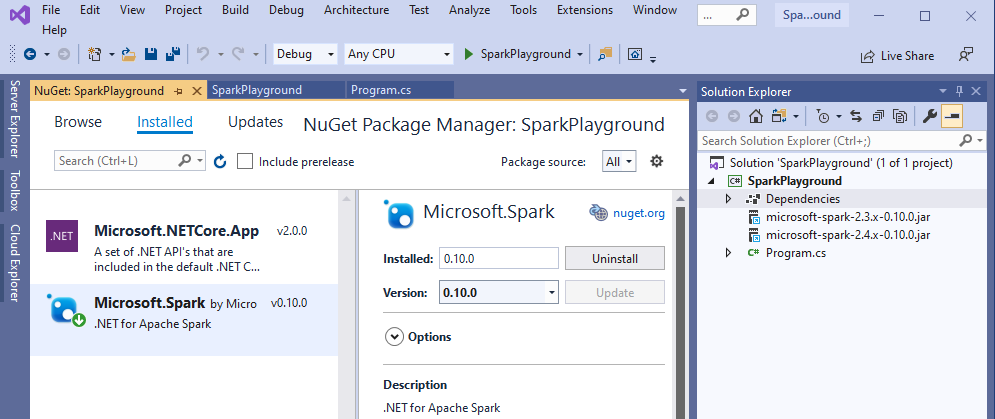 File Edit View Project Build Debug Architecture Test Analyze Tools Extensions Window ... Spa...ound
Help
Debug Any CPU SparkPlayground Live Share
NuGet: SparkPlayground SparkPlayground Program.cs
Solution Explorer
Server Explorer
Toolbox
Cloud Explorer
Browse Installed Updates NuGet Package Manager: SparkPlayground
Search (Ctrl+L) Include prerelease Package source: All
.NET Microsoft.NETCore.App v2.0.0
A set of .NET API's that are
included in the default .NET C...
Microsoft.Spark by Micro v0.10.0
.NET for Apache Spark
Microsoft.Spark nuget.org
Installed: 0.10.0 Uninstall
Version: 0.10.0 Update
Options
Description
.NET for Apache Spark
Search Solution Explorer (Ctrl+;)
Solution 'SparkPlayground' (1 of 1 project)
C# SparkPlayground
Dependencies
microsoft-spark-2.3.x-0.10.0.jar
microsoft-spark-2.4.x-0.10.0.jar
C# Program.cs